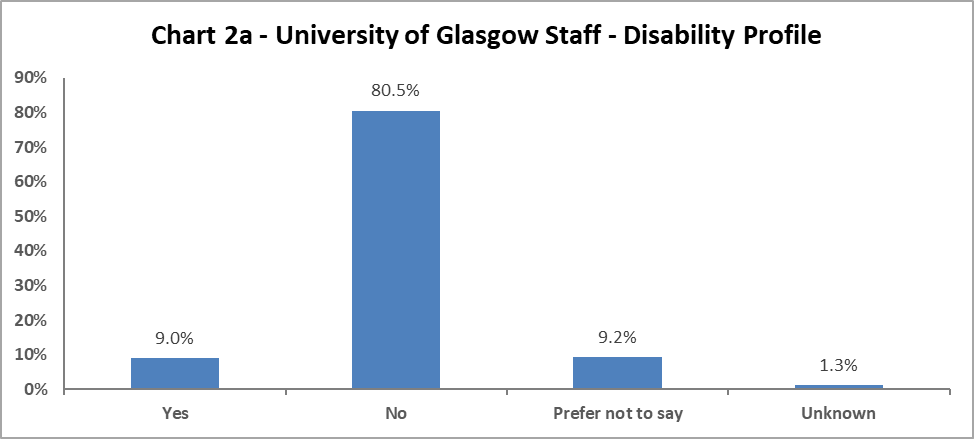 Chart 2a - University of Glasgow Staff - Disability Profile
90%
80%
70%
60%
50%
40%
30%
20%
10%
0%
9.0%
80.5%
9.2%
1.3%
Yes
No
Prefer not to say
Unknown